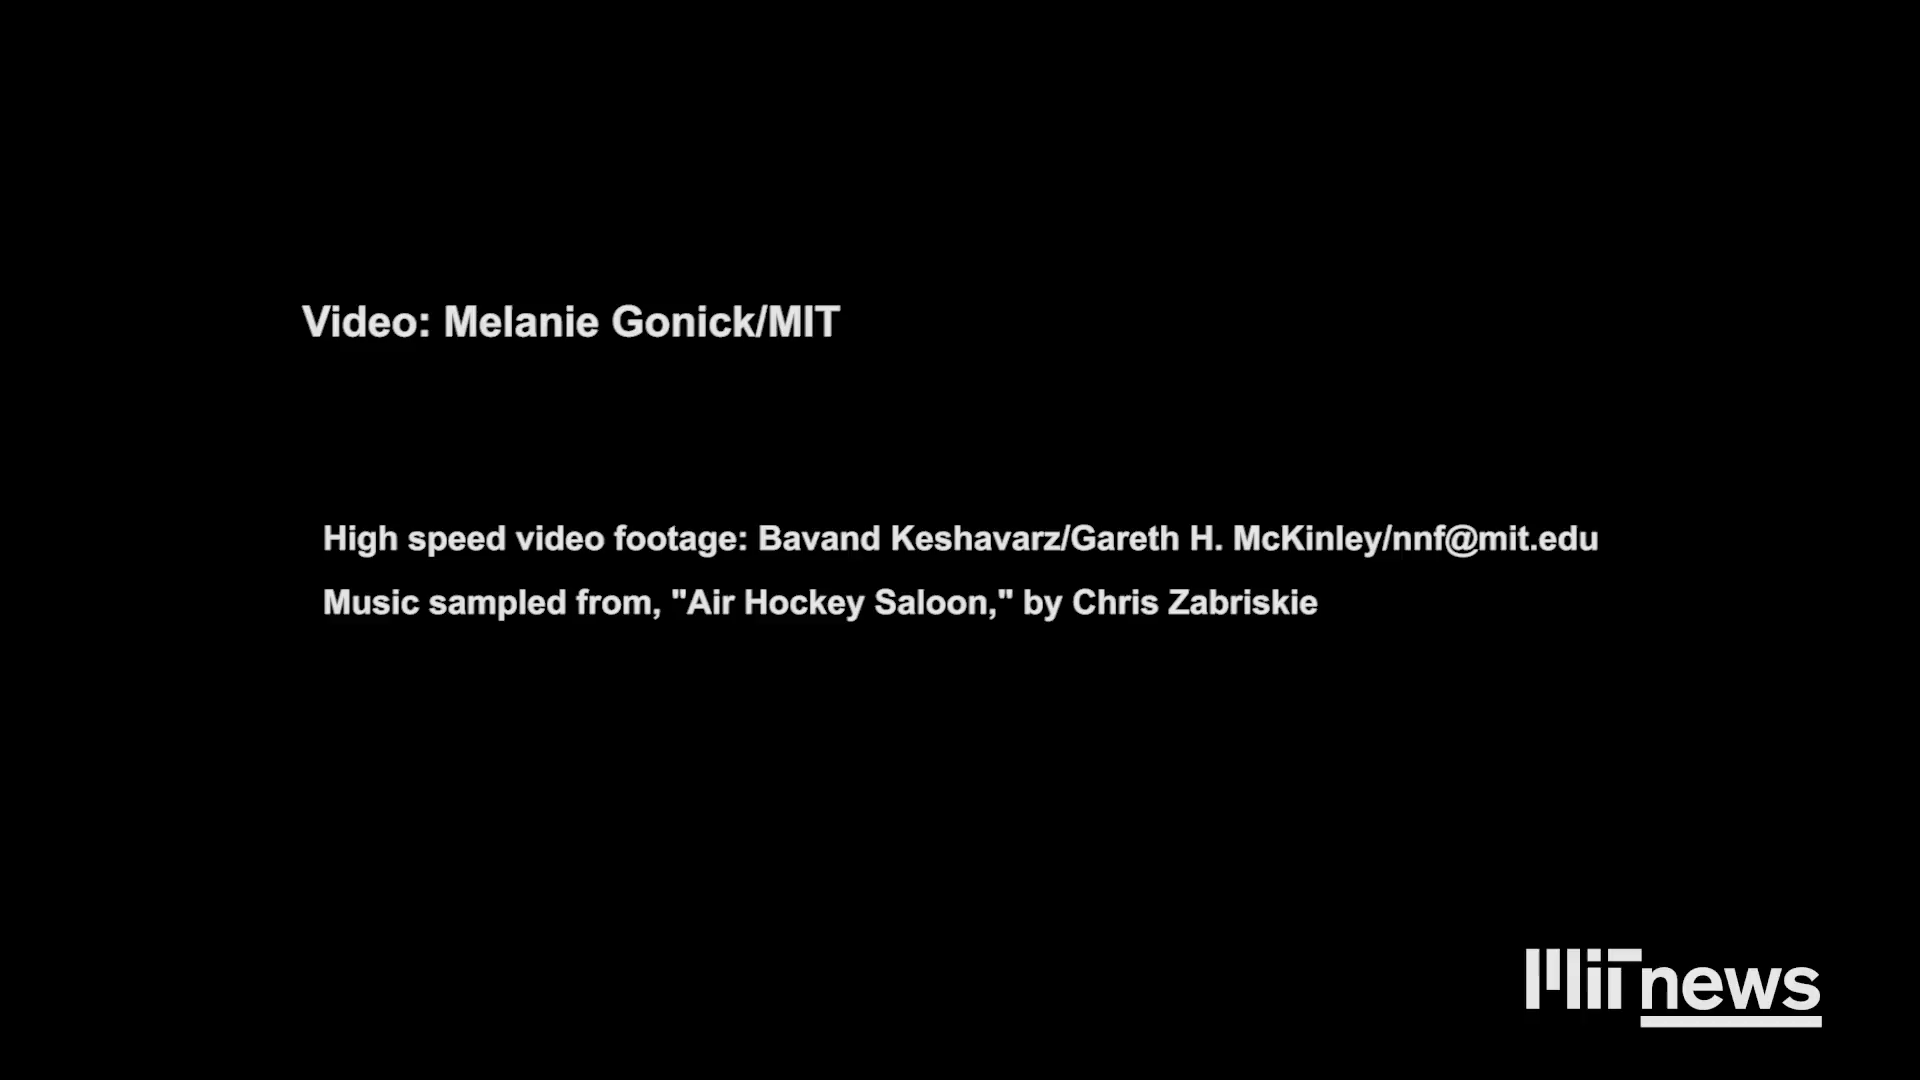 Video: Melanie Gonick/MIT
High speed video footage: Bavand Keshavarz/Gareth H. McKinley/nnf@mit.edu
Music sampled from, "Air Hockey Saloon," by Chris Zabriskie
MIT news